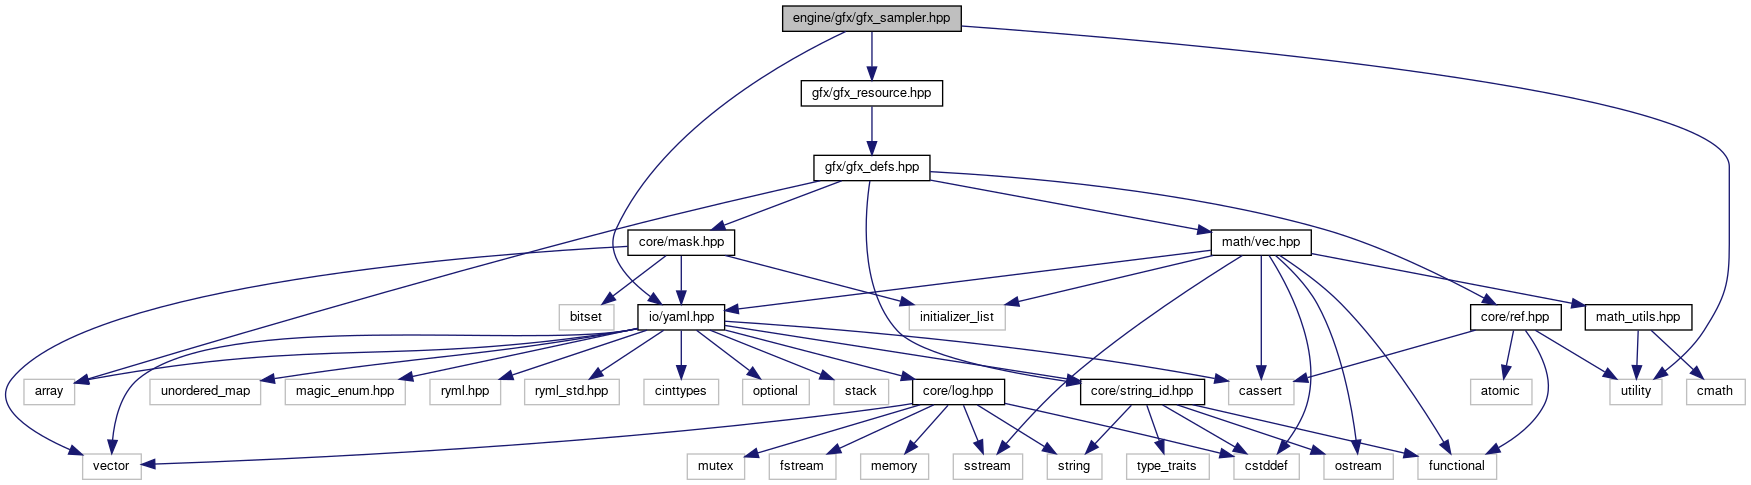 engine/gfx/gfx_sampler.hpp
gfx/gfx_resource.hpp
gfx/gfx_defs.hpp
core/mask.hpp
math/vec.hpp
bitset
io/yaml.hpp
initializer_list
core/ref.hpp
math_utils.hpp
array
unordered_map
magic_enum.hpp
ryml.hpp
ryml_std.hpp
cinttypes
optional
stack
core/log.hpp
core/string_id.hpp
cassert
atomic
utility
cmath
vector
mutex
fstream
memory
sstream
string
type_traits
cstddef
ostream
functional